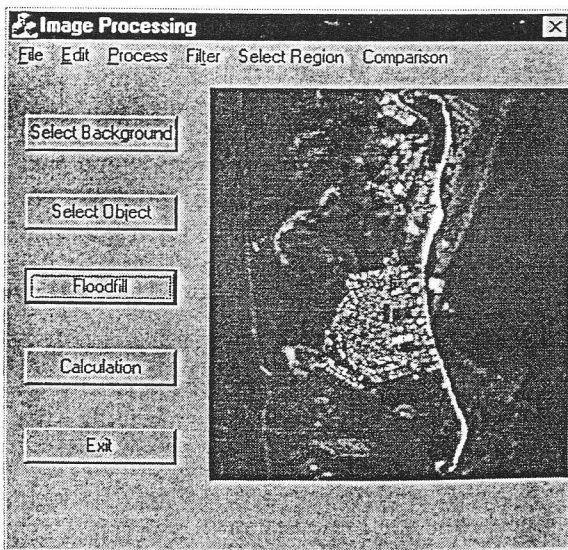 Image Processing
File Edit Process Filter Select Region Comparison
Select Background
Select Object
Floodfill
Calculation
Exit